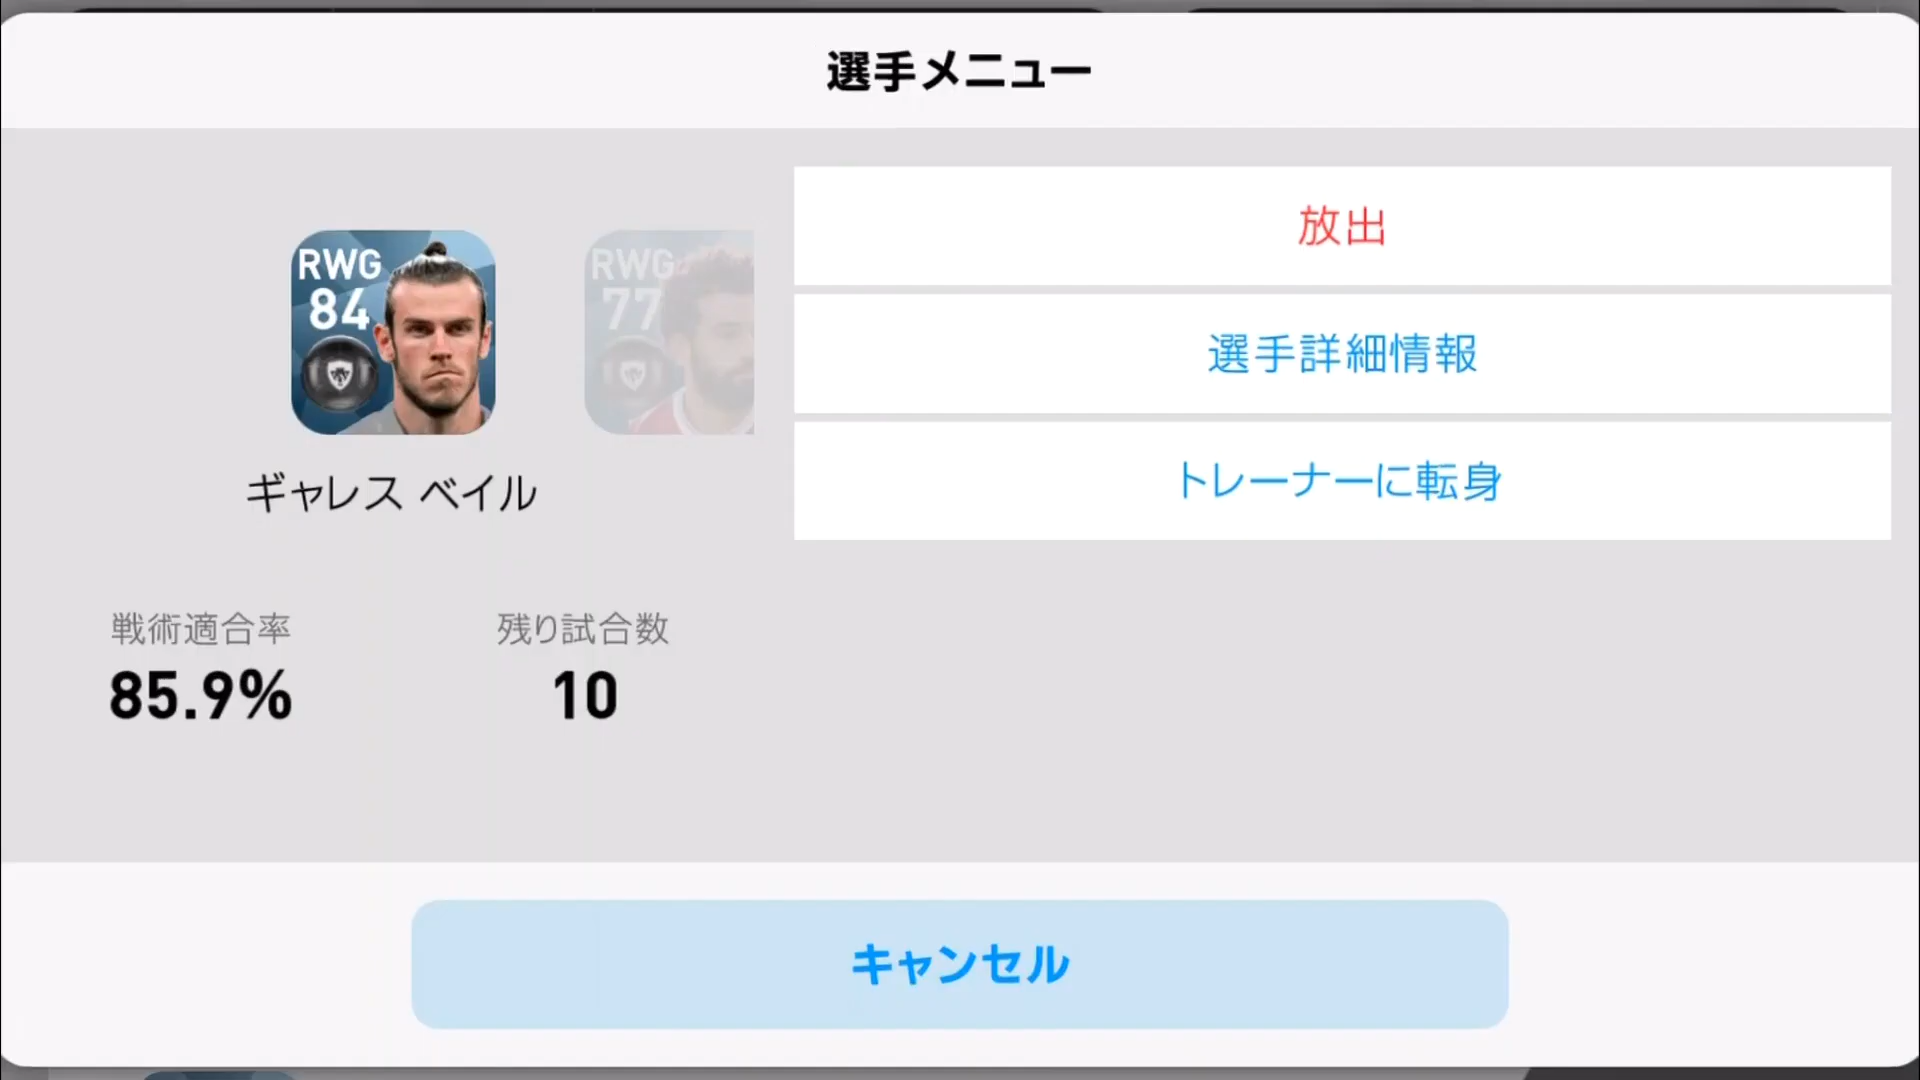 選手メニュー
RWG
84
RWG
77
ギャレス ベイル
戦術適合率
85.9%
残り試合数
10
放出
選手詳細情報
トレーナーに転身
キャンセル